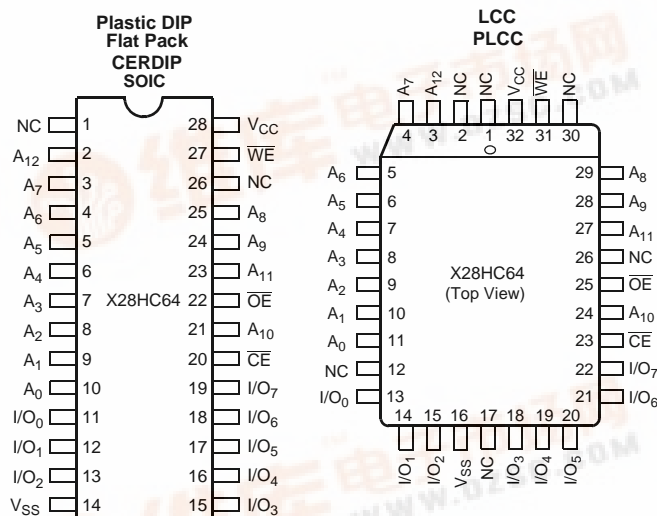 Plastic DIP
Flat Pack
CERDIP
SOIC
NC 1 28 VCC
A12 2 27 WE
A7 3 26 NC
A6 4 25 A8
A5 5 24 A9
A4 6 23 A11
A3 7 X28HC64 22 OE
A2 8 21 A10
A1 9 20 CE
A0 10 19 I/O7
I/O0 11 18 I/O6
I/O1 12 17 I/O5
I/O2 13 16 I/O4
VSS 14 15 I/O3
LCC
PLCC
A7 A12 NC NC VCC WE NC
4 3 2 1 32 31 30
A6 5 29 A8
A5 6 28 A9
A4 7 27 A11
A3 8 26 NC
A2 9 X28HC64 25 OE
(Top View)
A1 10 24 A10
A0 11 23 CE
NC 12 22 I/O7
I/O0 13 21 I/O6
14 15 16 17 18 19 20
I/O1 I/O2 VSS NC I/O3 I/O4 I/O5